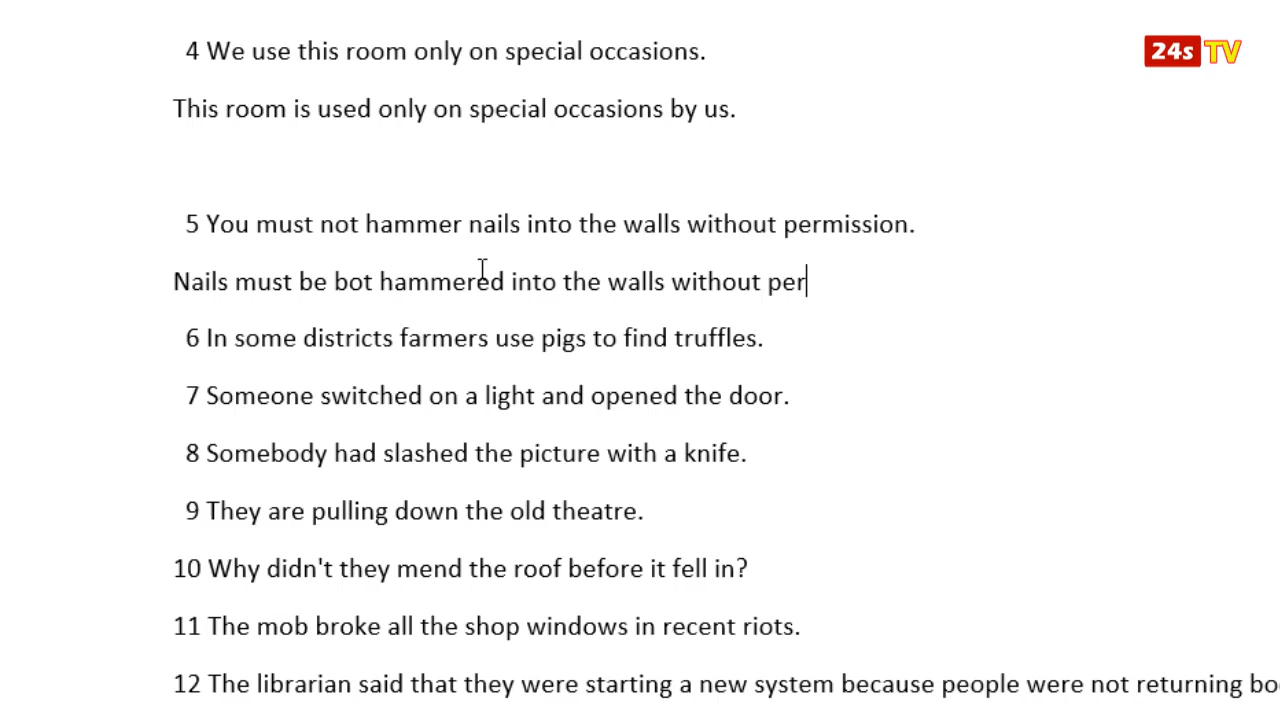 24s TV
4 We use this room only on special occasions.
This room is used only on special occasions by us.
5 You must not hammer nails into the walls without permission.
Nails must be bot hammered into the walls without per
6 In some districts farmers use pigs to find truffles.
7 Someone switched on a light and opened the door.
8 Somebody had slashed the picture with a knife.
9 They are pulling down the old theatre.
10 Why didn't they mend the roof before it fell in?
11 The mob broke all the shop windows in recent riots.
12 The librarian said that they were starting a new system because people were not returning